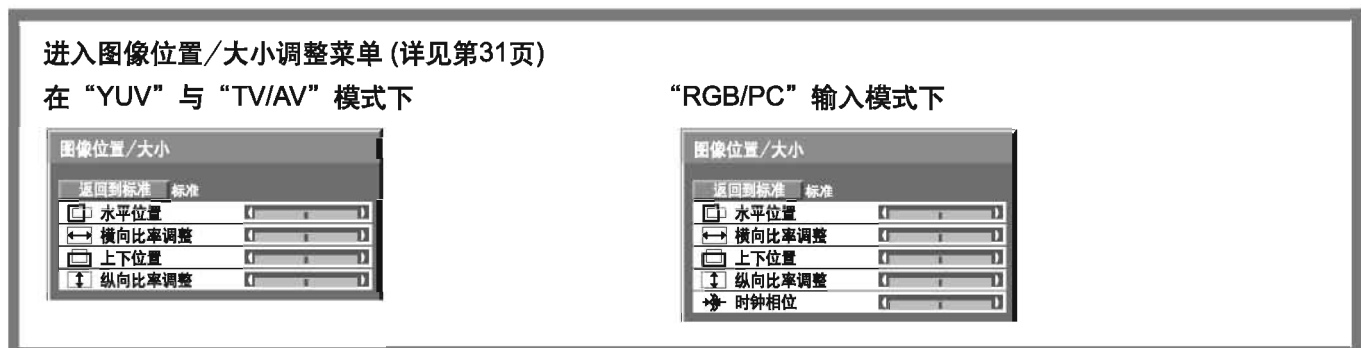 进入图像位置/大小调整菜单 (详见第31页)
在“YUV”与“TV/AV”模式下
图像位置/大小
返回到标准 标准
水平位置
横向比率调整
上下位置
纵向比率调整
“RGB/PC”输入模式下
图像位置/大小
返回到标准 标准
水平位置
横向比率调整
上下位置
纵向比率调整
时钟相位